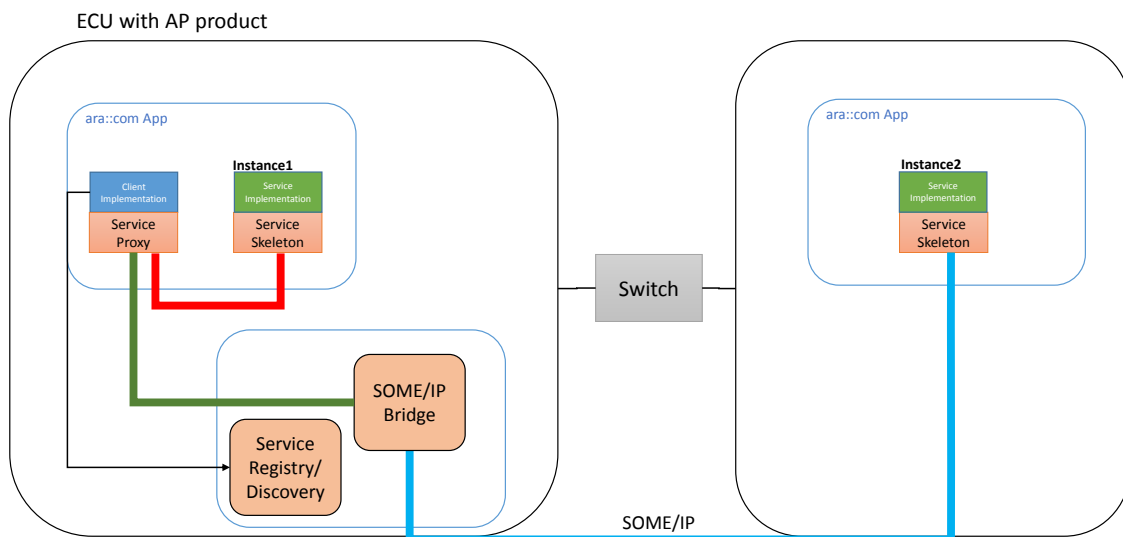 ECU with AP product
ara::com App
Client
Implementation
Service
Proxy
Instance1
Service
Implementation
Service
Skeleton
SOME/IP
Bridge
Service
Registry/
Discovery
Switch
SOME/IP
ara::com App
Instance2
Service
Implementation
Service
Skeleton